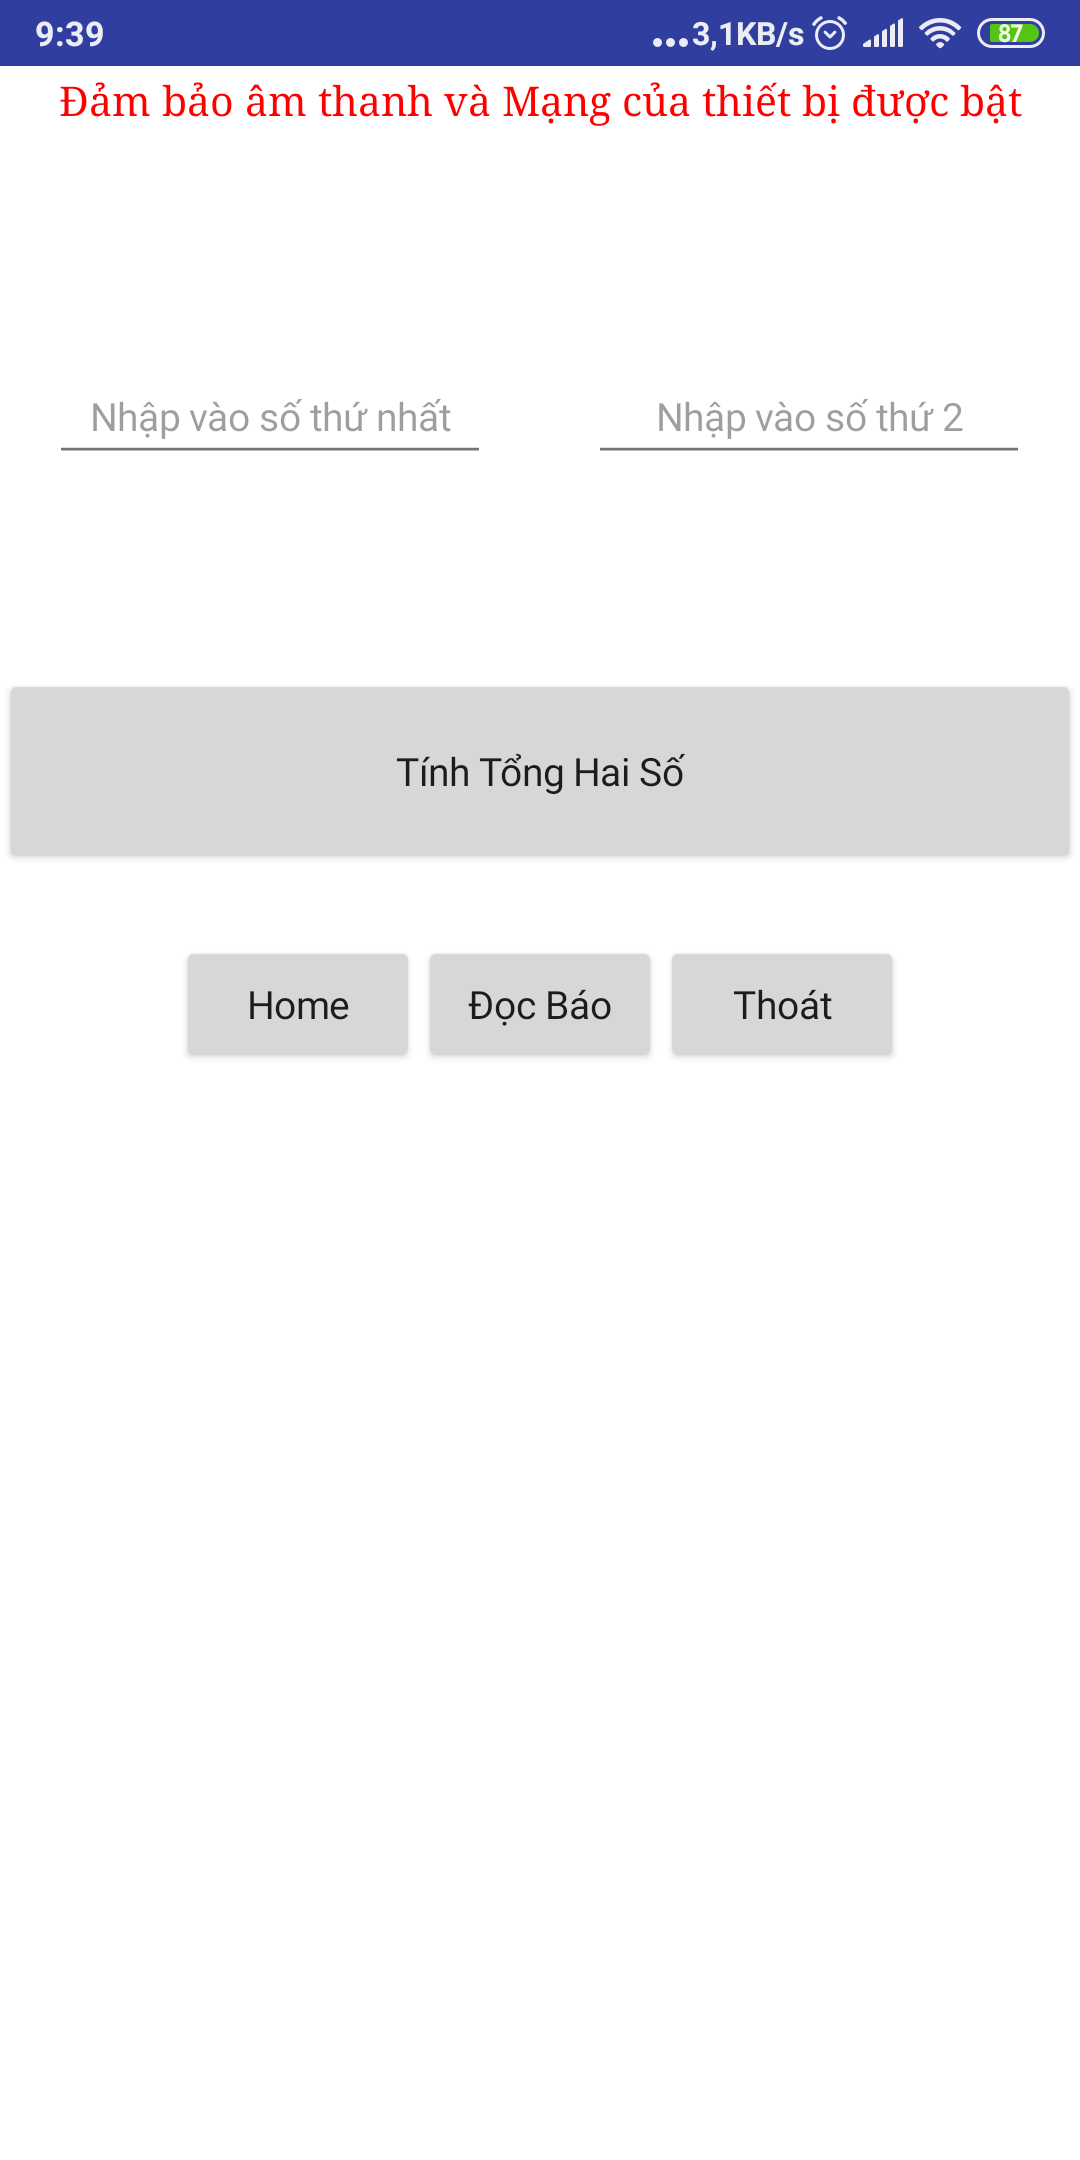 9:39
...3,1KB/s
87
Đảm bảo âm thanh và Mạng của thiết bị được bật
Nhập vào số thứ nhất
Nhập vào số thứ 2
Tính Tổng Hai Số
Home
Đọc Báo
Thoát